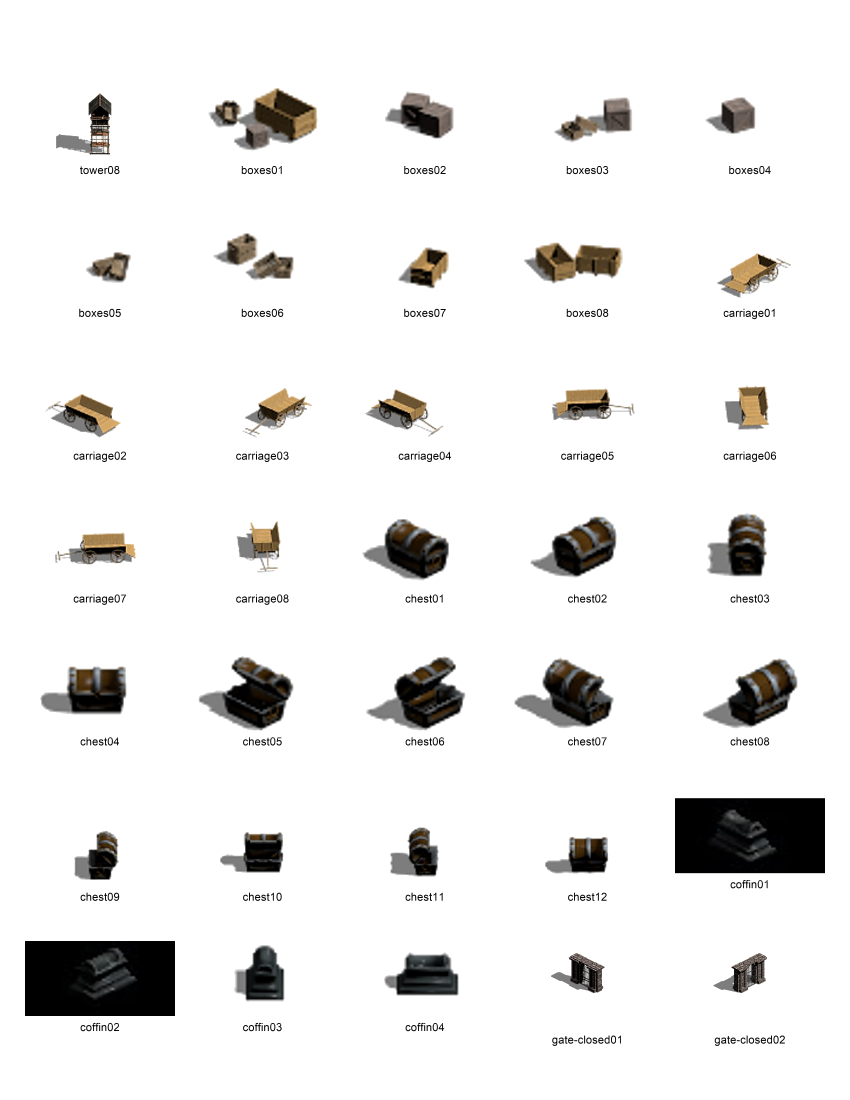 tower08
boxes01
boxes02
boxes03
boxes04
boxes05
boxes06
boxes07
boxes08
carriage01
carriage02
carriage03
carriage04
carriage05
carriage06
carriage07
carriage08
chest01
chest02
chest03
chest04
chest05
chest06
chest07
chest08
chest09
chest10
chest11
chest12
coffin01
coffin02
coffin03
coffin04
gate-closed01
gate-closed02